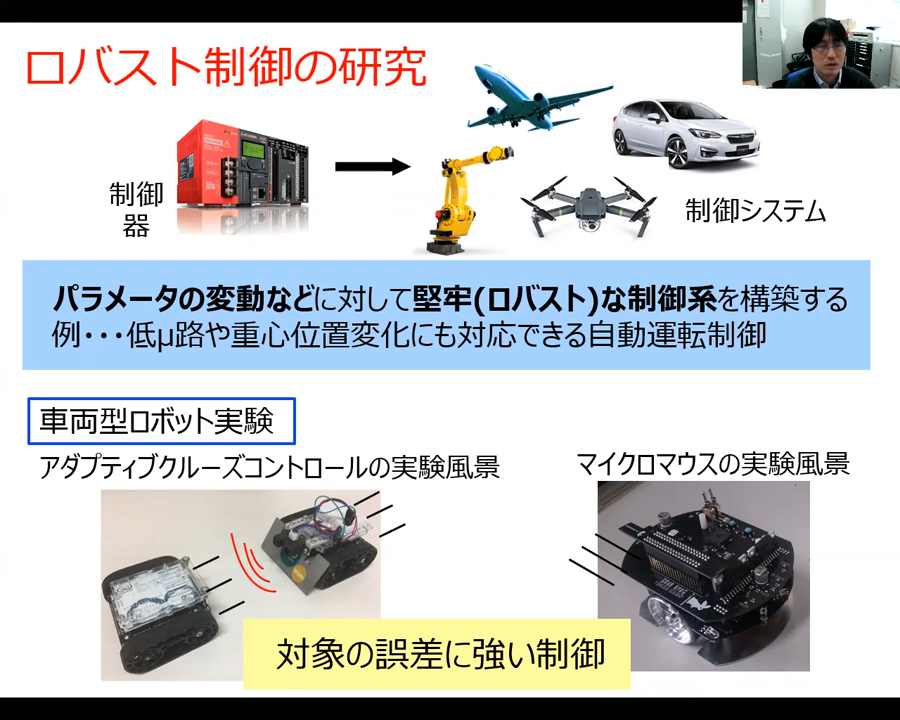 ロバスト制御の研究
制御
器
制御システム
パラメータの変動などに対して堅牢(ロバスト)な制御系を構築する
例・・・低μ路や重心位置変化にも対応できる自動運転制御
車両型ロボット実験
アダプティブクルーズコントロールの実験風景
マイクロマウスの実験風景
対象の誤差に強い制御